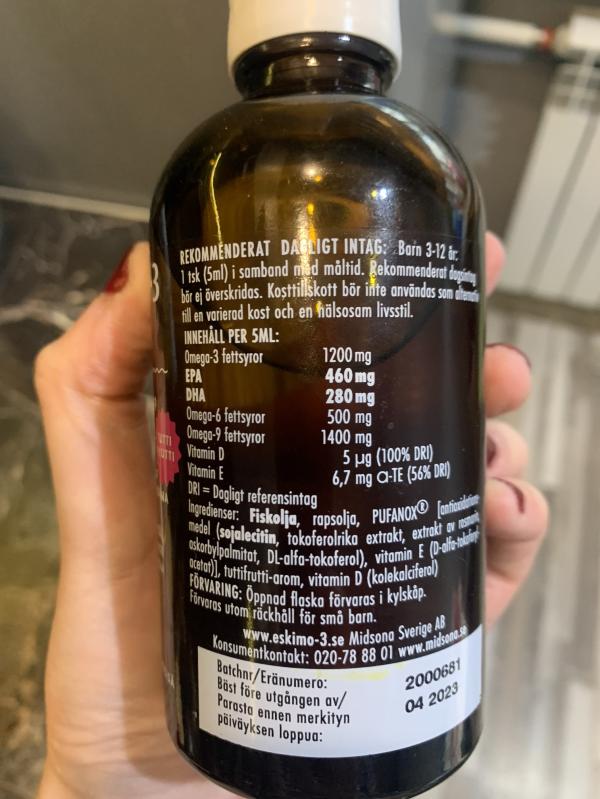 3
REKOMMENDERAT DAGLIGT INTAG: Barn 3-12 år:
1 tsk (5ml) i samband med måltid. Rekommenderat
bör ej överskridas. Kosttillskott bör inte användas som
till en varierad kost och en hälsosam livsstil.
INNEHÅLL PER 5ML:
Omega-3 fettsyror 1200 mg
EPA 460 mg
DHA 280 mg
Omega-6 fettsyror 500 mg
Omega-9 fettsyror 1400 mg
Vitamin D 5 µg (100% DRI)
Vitamin E 6,7 mg α-TE (56% DRI)
DRI = Dagligt referensintag
Ingredienser: Fiskolja, rapsolja, PUFANOX® [antioxidations-
medel (sojalecitin, tokoferolrika extrakt, extrakt av rosmarin,
askorbylpalmitat, DL-alfa-tokoferol), vitamin E (D-alfa-tokoferyl-
acetat)], tuttifrutti-arom, vitamin D (kolekalciferol)
FÖRVARING: Öppnad flaska förvaras i kylskåp.
Förvaras utom räckhåll för små barn.
www.eskimo-3.se Midsona Sverige AB
Konsumentkontakt: 020-78 88 01 www.midsona.se
Batchnr/Eränumero: 2000681
Bäst före utgången av/ 04 2023
Parasta ennen merkityn
päiväyksen loppua: